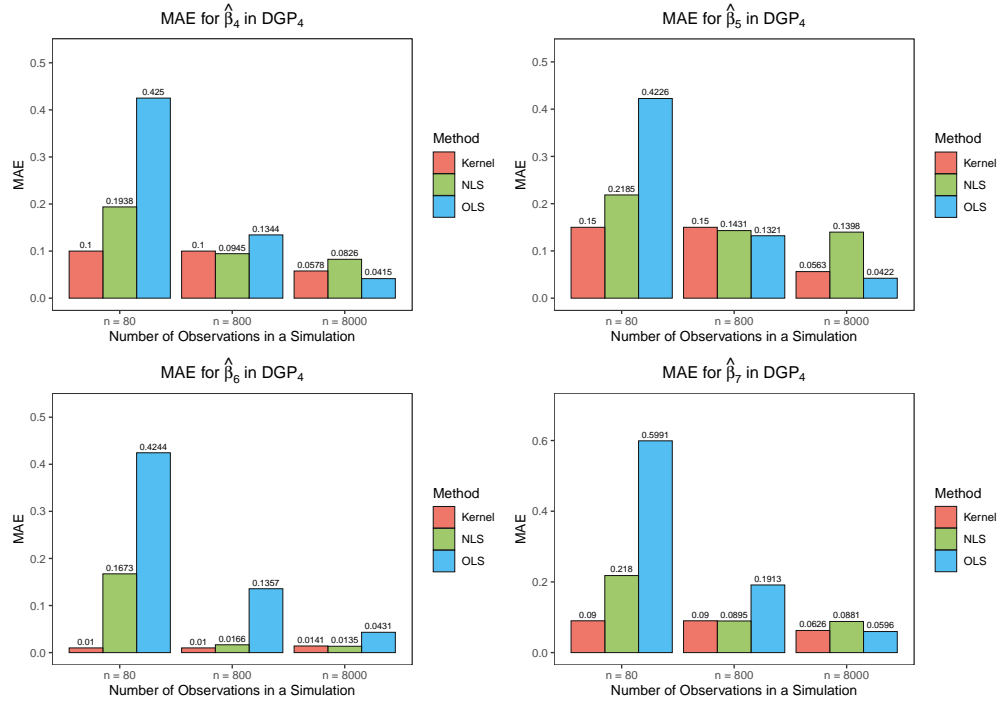 MAE for β̂₄ in DGP₄
0.5
0.4
0.3
0.2
0.1
0.0
MAE
0.1
0.1938
0.425
0.1
0.0945
0.1344
0.0578
0.0826
0.0415
n = 80
n = 800
n = 8000
Number of Observations in a Simulation
Method
Kernel
NLS
OLS
MAE for β̂₅ in DGP₄
0.5
0.4
0.3
0.2
0.1
0.0
MAE
0.15
0.2185
0.4226
0.15
0.1431
0.1321
0.0563
0.1398
0.0422
n = 80
n = 800
n = 8000
Number of Observations in a Simulation
Method
Kernel
NLS
OLS
MAE for β̂₆ in DGP₄
0.5
0.4
0.3
0.2
0.1
0.0
MAE
0.01
0.1673
0.4244
0.01
0.0166
0.1357
0.0141
0.0135
0.0431
n = 80
n = 800
n = 8000
Number of Observations in a Simulation
Method
Kernel
NLS
OLS
MAE for β̂₇ in DGP₄
0.6
0.4
0.2
0.0
MAE
0.09
0.218
0.5991
0.09
0.0895
0.1913
0.0626
0.0881
0.0596
n = 80
n = 800
n = 8000
Number of Observations in a Simulation
Method
Kernel
NLS
OLS